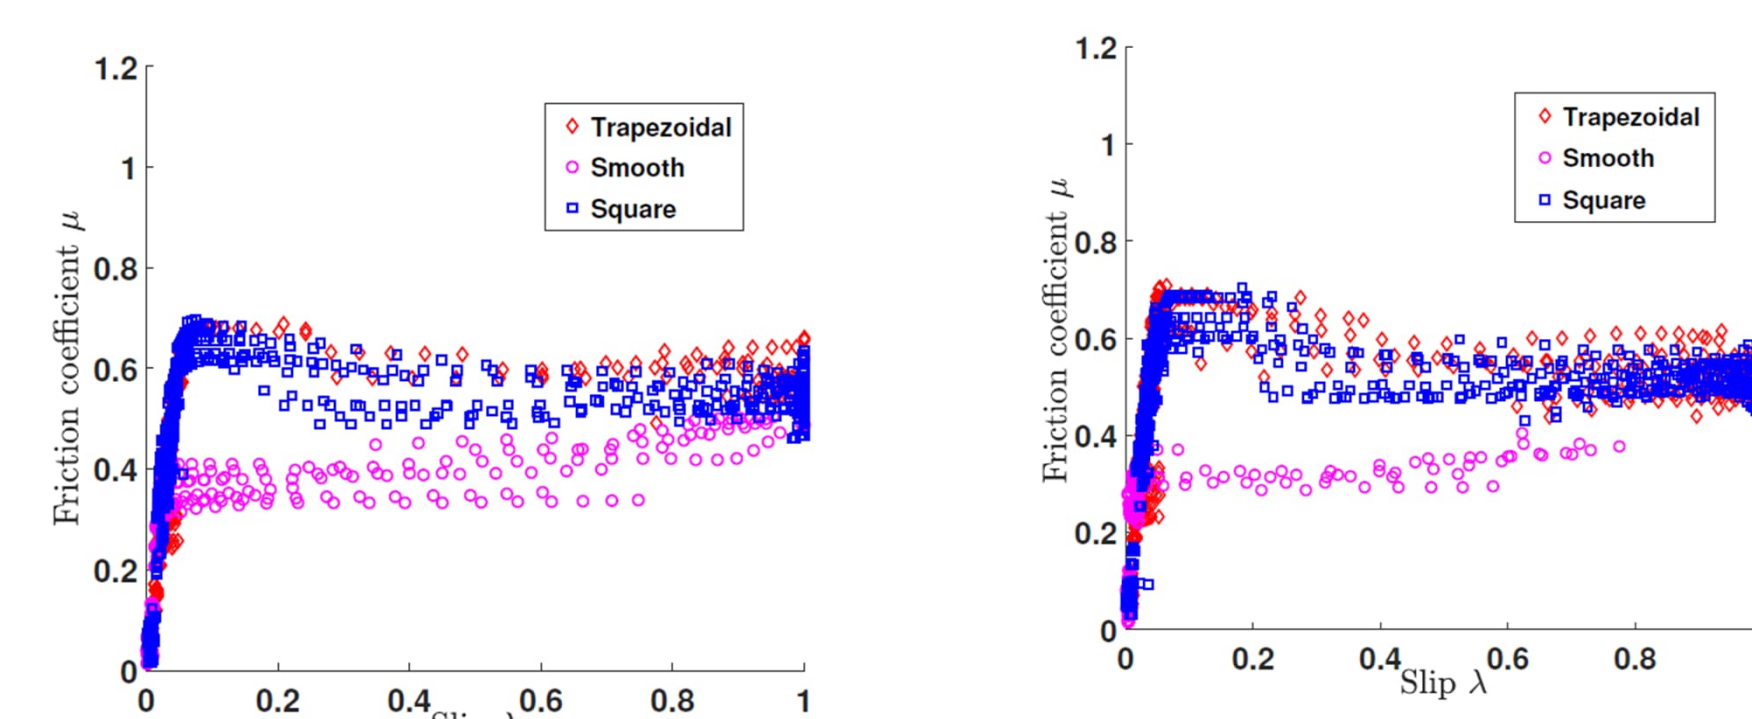 1.2
1
0.8
0.6
0.4
0.2
0
Friction coefficient μ
Trapezoidal
Smooth
Square
0 0.2 0.4 0.6 0.8 1
Slip λ
1.2
1
0.8
0.6
0.4
0.2
0
Friction coefficient μ
Trapezoidal
Smooth
Square
0 0.2 0.4 0.6 0.8
Slip λ